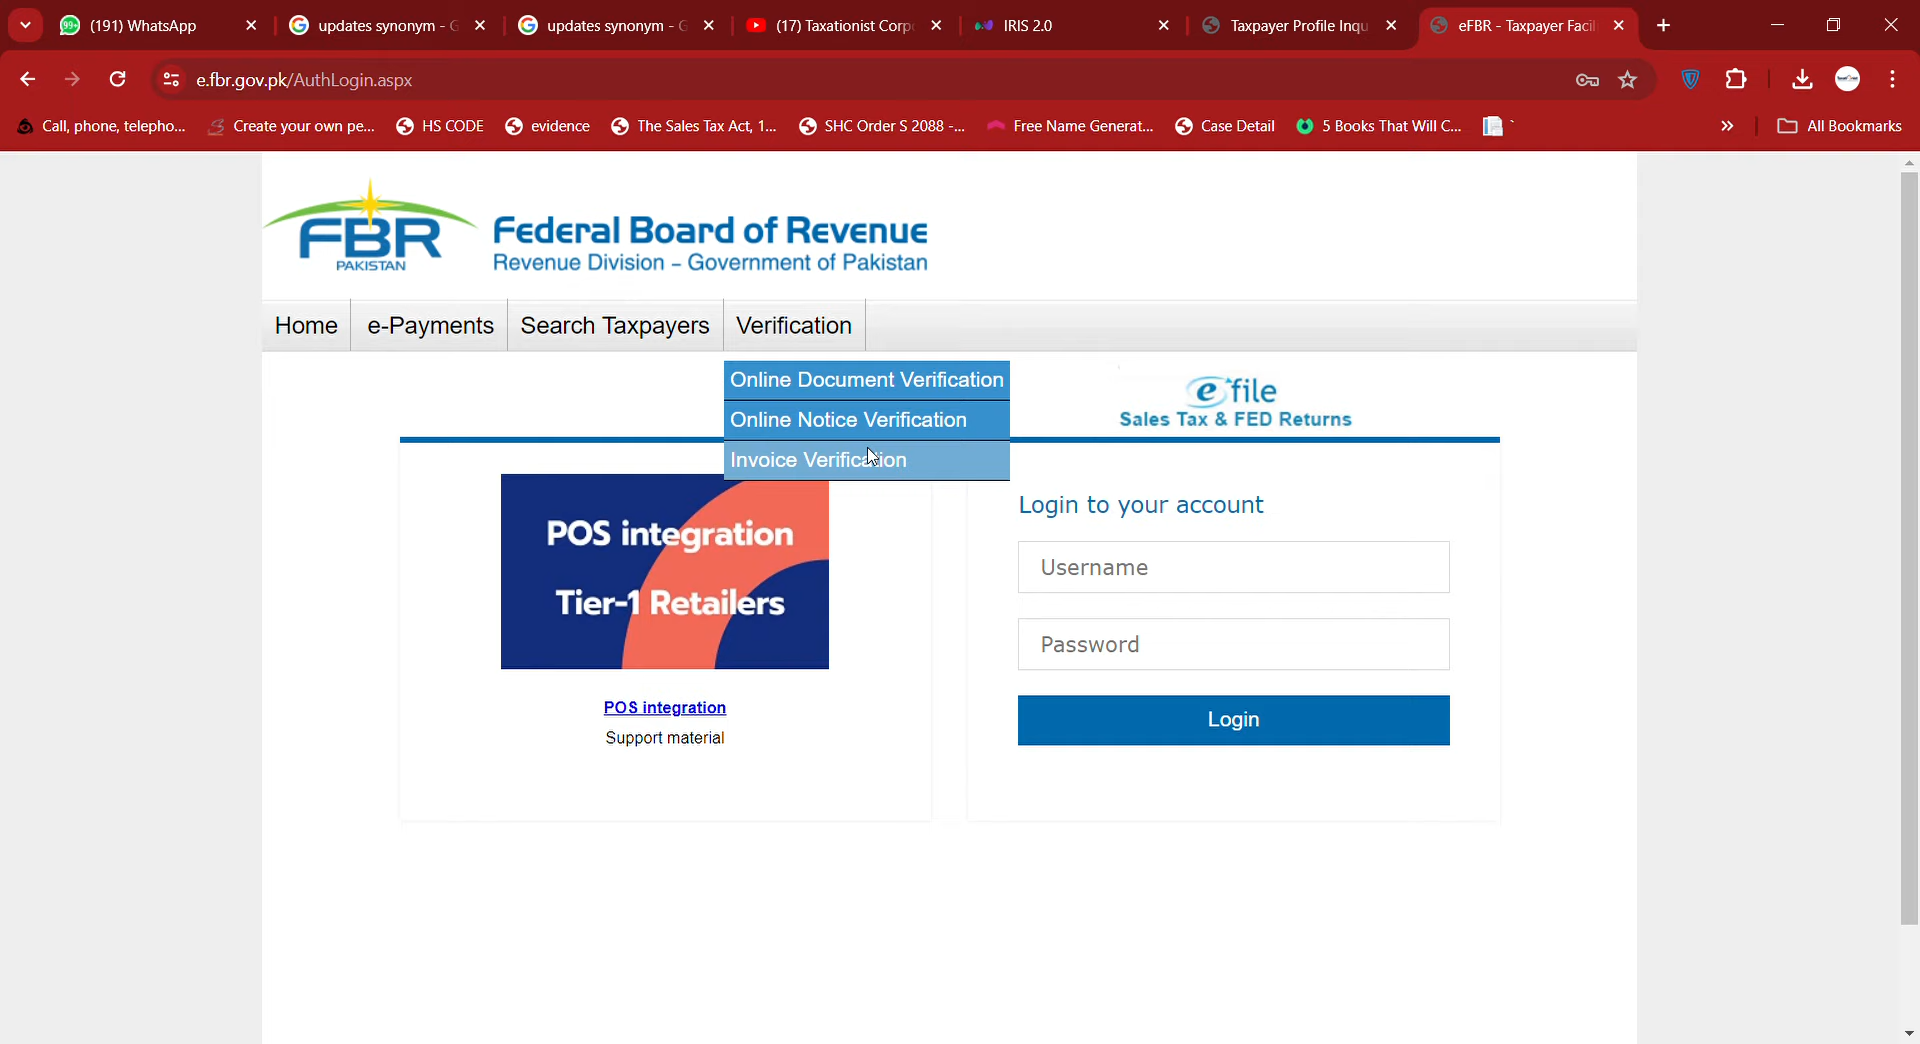 99+ (191) WhatsApp
updates synonym - G
updates synonym - G
(17) Taxationist Corp
IRIS 2.0
Taxpayer Profile Inqu
eFBR - Taxpayer Facil
e.fbr.gov.pk/AuthLogin.aspx
Call, phone, telepho...
Create your own pe...
HS CODE
evidence
The Sales Tax Act, 1...
SHC Order S 2088 -...
Free Name Generat...
Case Detail
5 Books That Will C...
`
»
All Bookmarks
FBR
PAKISTAN
Federal Board of Revenue
Revenue Division – Government of Pakistan
Home
e-Payments
Search Taxpayers
Verification
Online Document Verification
Online Notice Verification
Invoice Verification
e file
Sales Tax & FED Returns
POS integration
Tier-1 Retailers
POS integration
Support material
Login to your account
Username
Password
Login